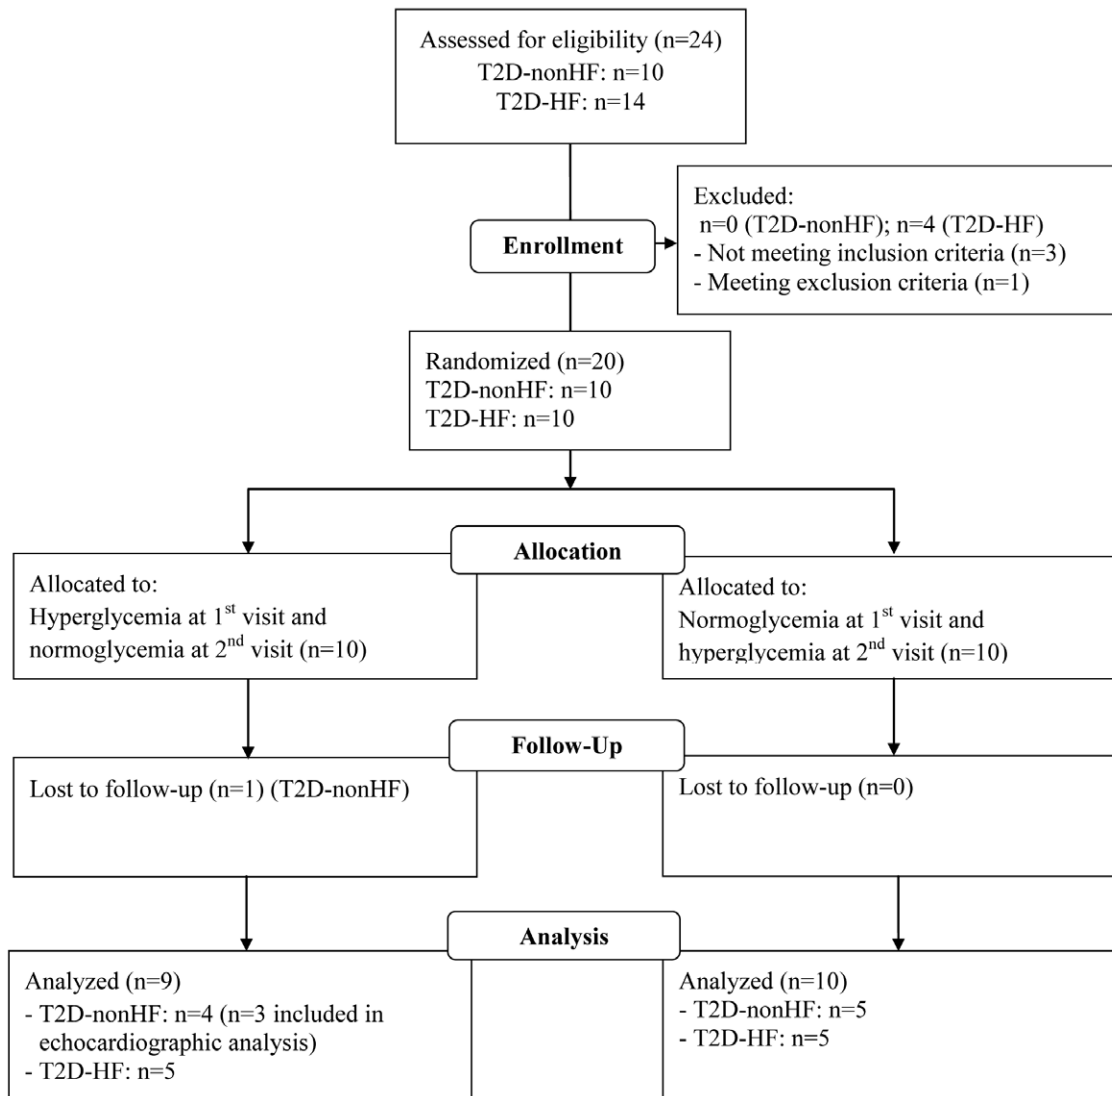 Assessed for eligibility (n=24)
T2D-nonHF: n=10
T2D-HF: n=14
Excluded:
n=0 (T2D-nonHF); n=4 (T2D-HF)
- Not meeting inclusion criteria (n=3)
- Meeting exclusion criteria (n=1)
Enrollment
Randomized (n=20)
T2D-nonHF: n=10
T2D-HF: n=10
Allocation
Allocated to:
Hyperglycemia at 1st visit and
normoglycemia at 2nd visit (n=10)
Allocated to:
Normoglycemia at 1st visit and
hyperglycemia at 2nd visit (n=10)
Follow-Up
Lost to follow-up (n=1) (T2D-nonHF)
Lost to follow-up (n=0)
Analysis
Analyzed (n=9)
- T2D-nonHF: n=4 (n=3 included in
echocardiographic analysis)
- T2D-HF: n=5
Analyzed (n=10)
- T2D-nonHF: n=5
- T2D-HF: n=5